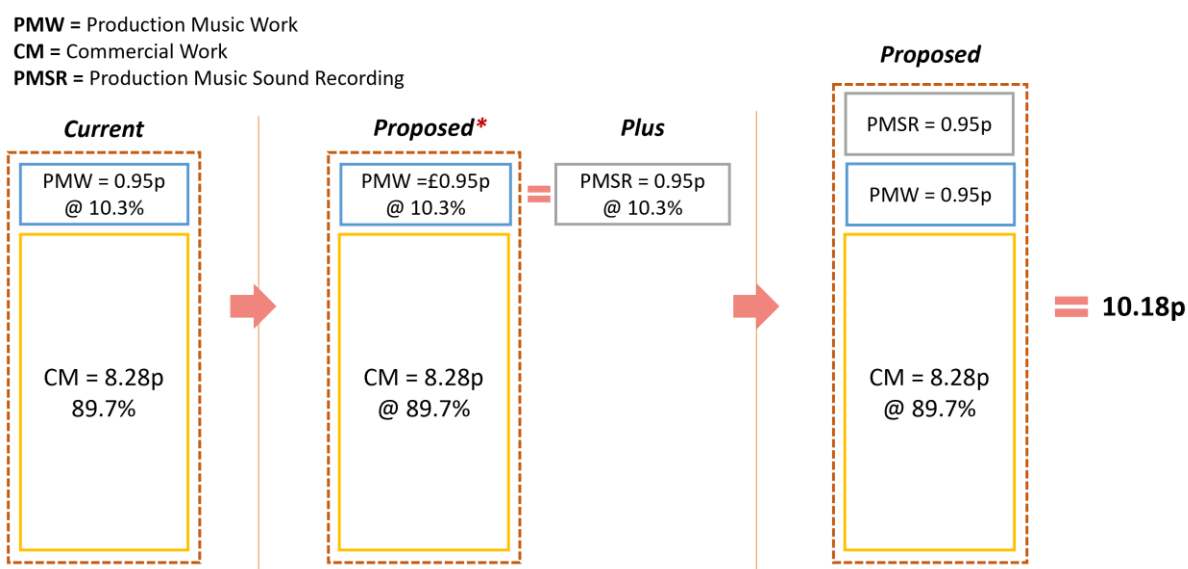 PMW = Production Music Work
CM = Commercial Work
PMSR = Production Music Sound Recording
Current
PMW = 0.95p
@ 10.3%
CM = 8.28p
89.7%
Proposed*
PMW =£0.95p
@ 10.3%
CM = 8.28p
@ 89.7%
=
Plus
PMSR = 0.95p
@ 10.3%
Proposed
PMSR = 0.95p
PMW = 0.95p
CM = 8.28p
@ 89.7%
= 10.18p